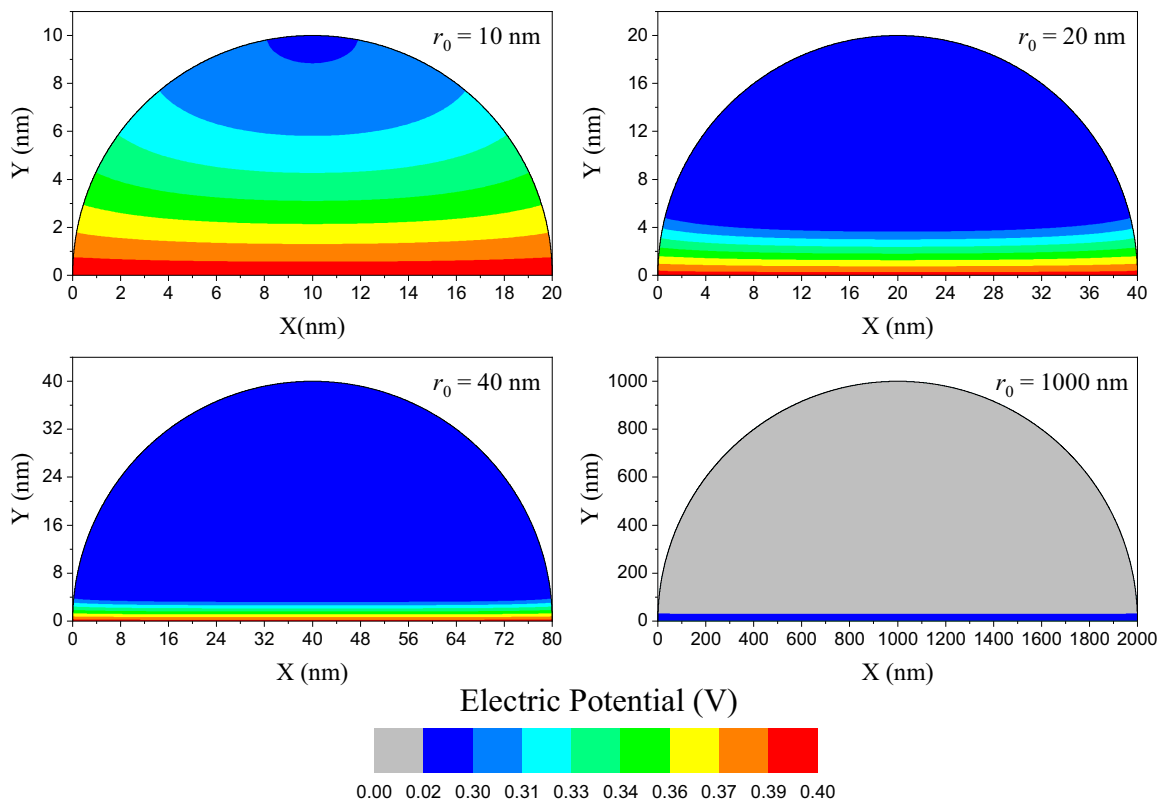 r0 = 10 nm
10
8
6
4
2
0
Y (nm)
0 2 4 6 8 10 12 14 16 18 20
X(nm)
r0 = 20 nm
20
16
12
8
4
0
Y (nm)
0 4 8 12 16 20 24 28 32 36 40
X (nm)
r0 = 40 nm
40
32
24
16
8
0
Y (nm)
0 8 16 24 32 40 48 56 64 72 80
X (nm)
r0 = 1000 nm
1000
800
600
400
200
0
Y (nm)
0 200 400 600 800 1000 1200 1400 1600 1800 2000
X (nm)
Electric Potential (V)
0.00 0.02 0.30 0.31 0.33 0.34 0.36 0.37 0.39 0.40